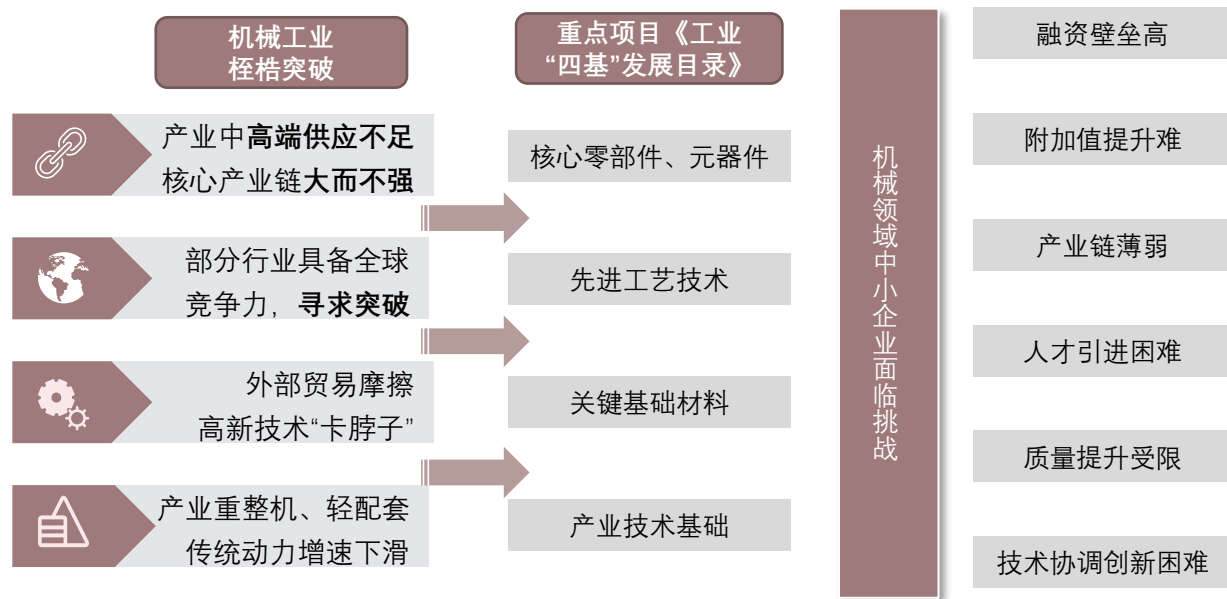 机械工业
桎梏突破
产业中高端供应不足
核心产业链大而不强
部分行业具备全球
竞争力，寻求突破
外部贸易摩擦
高新技术“卡脖子”
产业重整机、轻配套
传统动力增速下滑
重点项目《工业
“四基”发展目录》
核心零部件、元器件
先进工艺技术
关键基础材料
产业技术基础
机械领域中小企业面临挑战
融资壁垒高
附加值提升难
产业链薄弱
人才引进困难
质量提升受限
技术协调创新困难